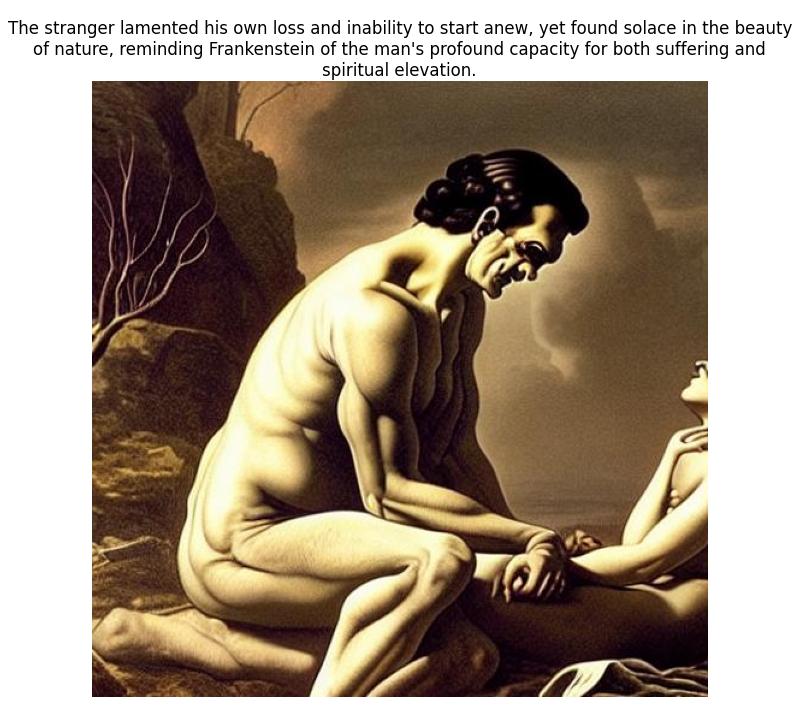 The stranger lamented his own loss and inability to start anew, yet found solace in the beauty
of nature, reminding Frankenstein of the man's profound capacity for both suffering and
spiritual elevation.